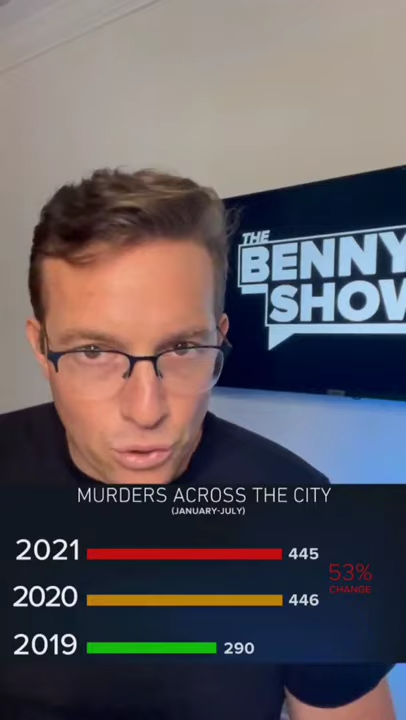 THE
BENNY
SHOW
MURDERS ACROSS THE CITY
(JANUARY-JULY)
2021 445
53%
CHANGE
2020 446
2019 290